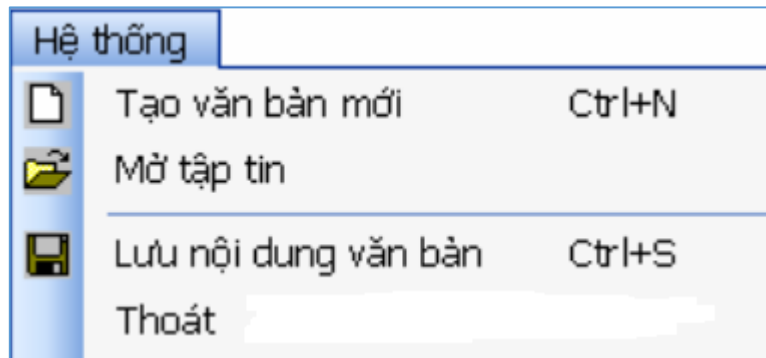 Hệ thống
Tạo văn bản mới Ctrl+N
Mở tập tin
Lưu nội dung văn bản Ctrl+S
Thoát